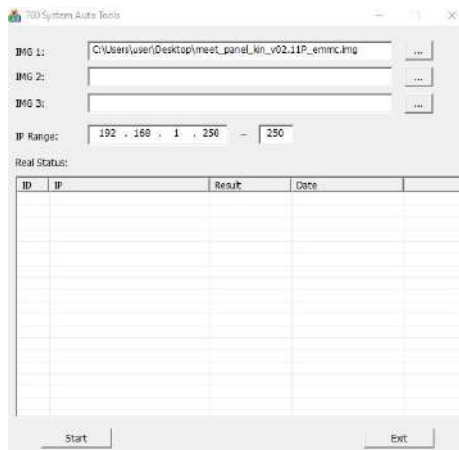 760 System Auto Tools
IMG 1: C:\Users\user\Desktop\meet_panel_kin_v02.11P_emmc.img ...
IMG 2: ...
IMG 3: ...
IP Range: 192 . 168 . 1 . 250 – 250
Real Status:
ID IP Result Date
Start Exit